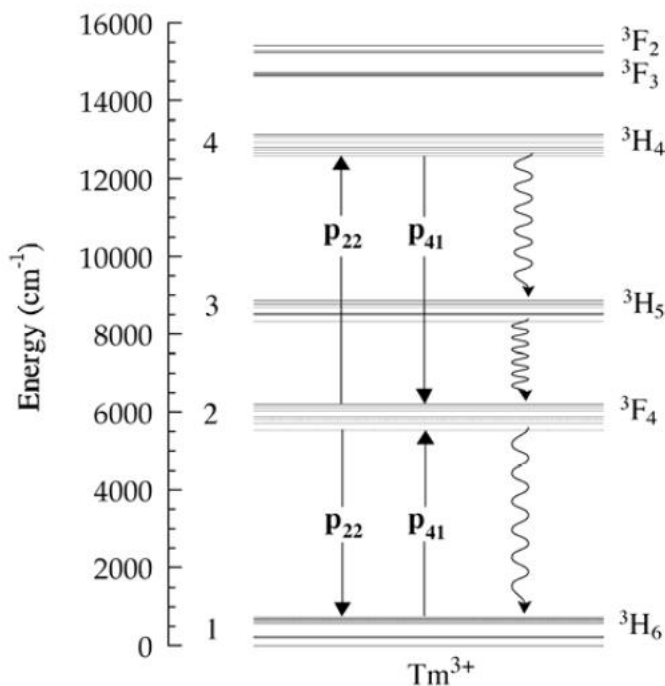 16000
³F₂
³F₃
14000
4
³H₄
12000
p₂₂ p₄₁
10000
Energy (cm⁻¹)
3
³H₅
8000
6000
2
³F₄
4000
p₂₂ p₄₁
2000
1
³H₆
0
Tm³⁺